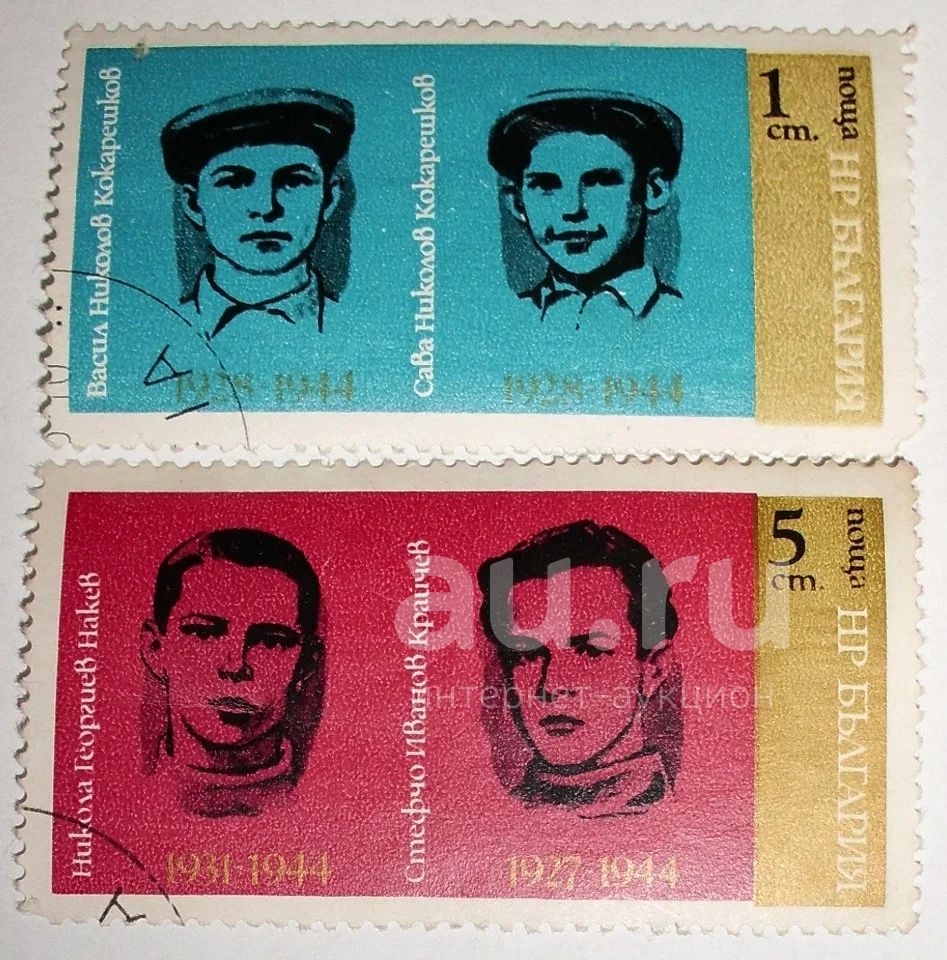 Васил Николов Кокарешков
1928-1944
Сава Николов Кокарешков
1928-1944
1
ст.
поща
НР БЪЛГАРИЯ
Никола Георгиев Накев
1931-1944
Стефчо Иванов Крайчев
1927-1944
5
ст.
поща
НР БЪЛГАРИЯ
au.ru
интернет-аукцион